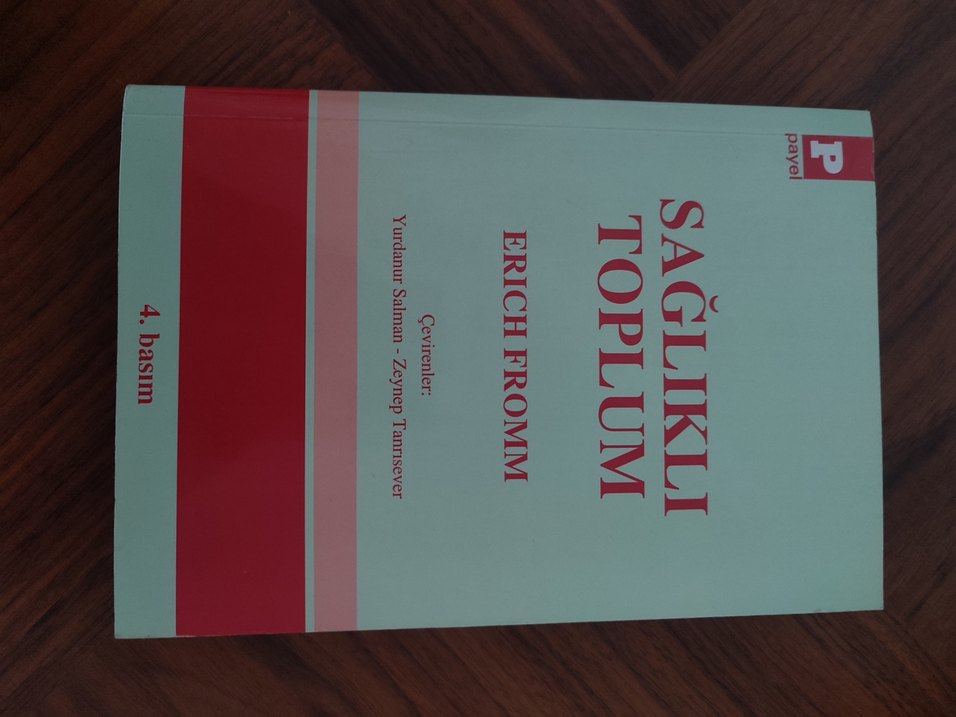 P
payel
SAĞLIKLI
TOPLUM
ERICH FROMM
Çevirenler:
Yurdanur Salman - Zeynep Tanrısever
4. basım